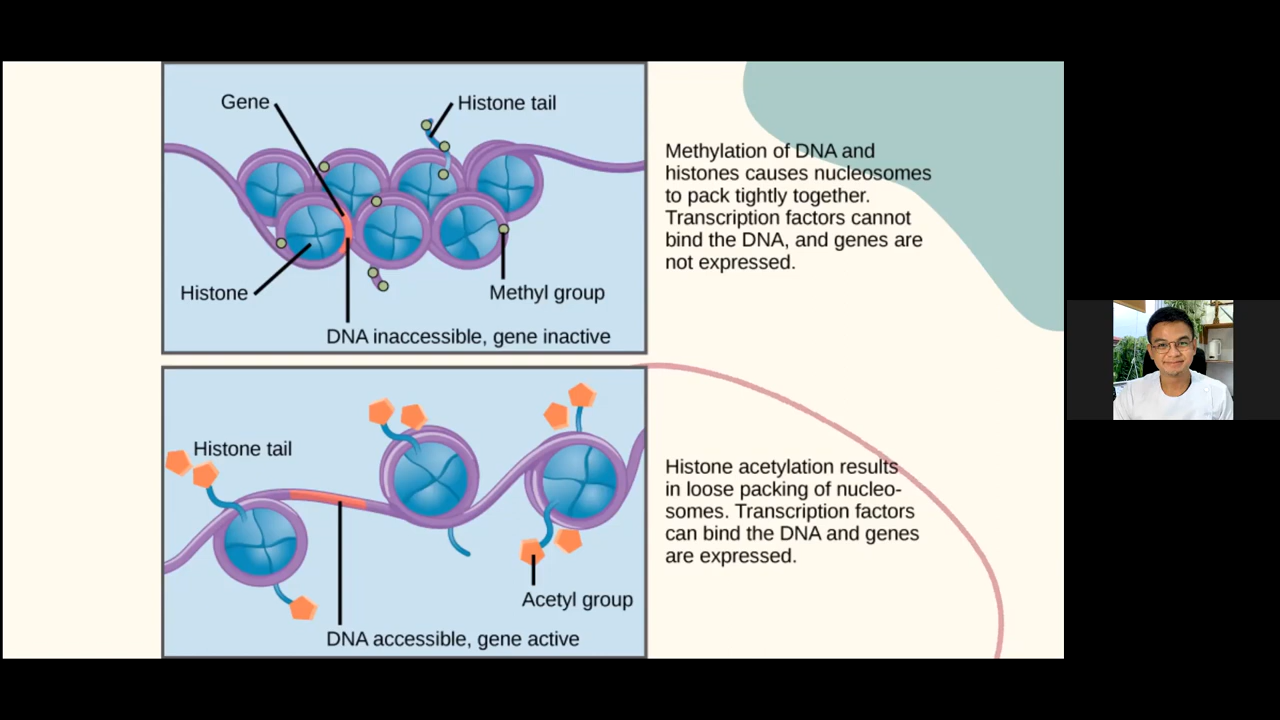 Gene
Histone tail
Histone
Methyl group
DNA inaccessible, gene inactive
Methylation of DNA and
histones causes nucleosomes
to pack tightly together.
Transcription factors cannot
bind the DNA, and genes are
not expressed.
Histone tail
Acetyl group
DNA accessible, gene active
Histone acetylation results
in loose packing of nucleo-
somes. Transcription factors
can bind the DNA and genes
are expressed.